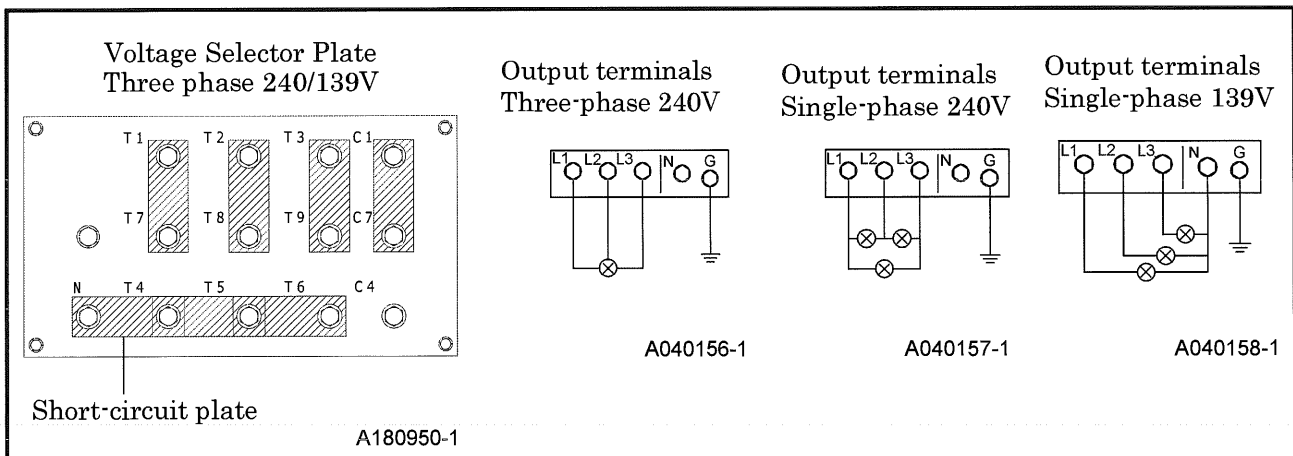 Voltage Selector Plate
Three phase 240/139V
T1 T2 T3 C1
T7 T8 T9 C7
N T4 T5 T6 C4
Short-circuit plate
A180950-1
Output terminals
Three-phase 240V
L1 L2 L3 N G
A040156-1
Output terminals
Single-phase 240V
L1 L2 L3 N G
A040157-1
Output terminals
Single-phase 139V
L1 L2 L3 N G
A040158-1